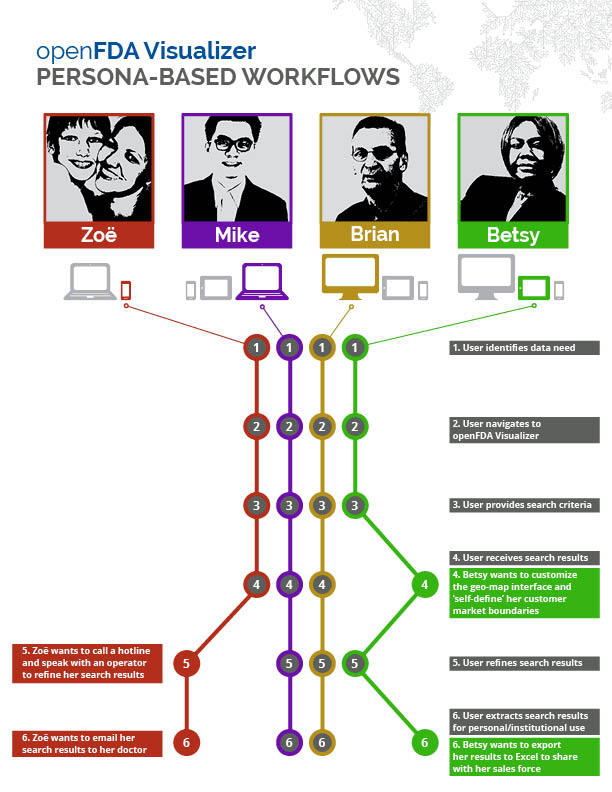 openFDA Visualizer
PERSONA-BASED WORKFLOWS
Zoë Mike Brian Betsy
1 1 1 1
1. User identifies data need
2 2 2 2
2. User navigates to
openFDA Visualizer
3 3 3 3
3. User provides search criteria
4. User receives search results
4 4 4 4
4. Betsy wants to customize
the geo-map interface and
‘self-define’ her customer
market boundaries
5. Zoë wants to call a hotline
and speak with an operator
to refine her search results
5 5 5 5
5. User refines search results
6. User extracts search results
for personal/institutional use
6. Zoë wants to email her
search results to her doctor
6 6 6 6
6. Betsy wants to export
her results to Excel to share
with her sales force